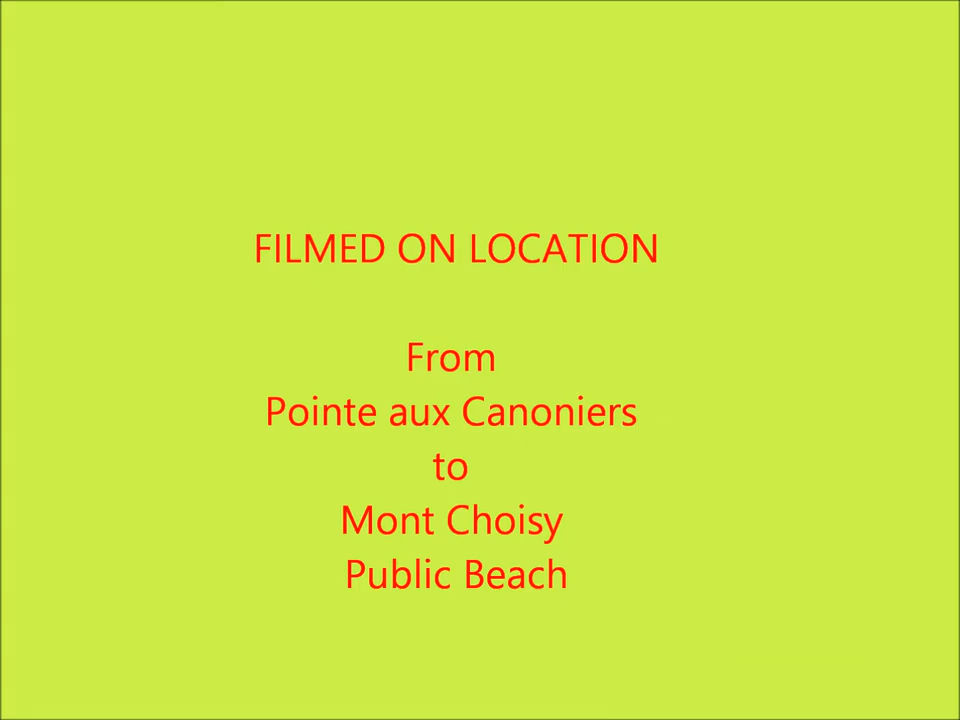 FILMED ON LOCATION
From
Pointe aux Canoniers
to
Mont Choisy
Public Beach